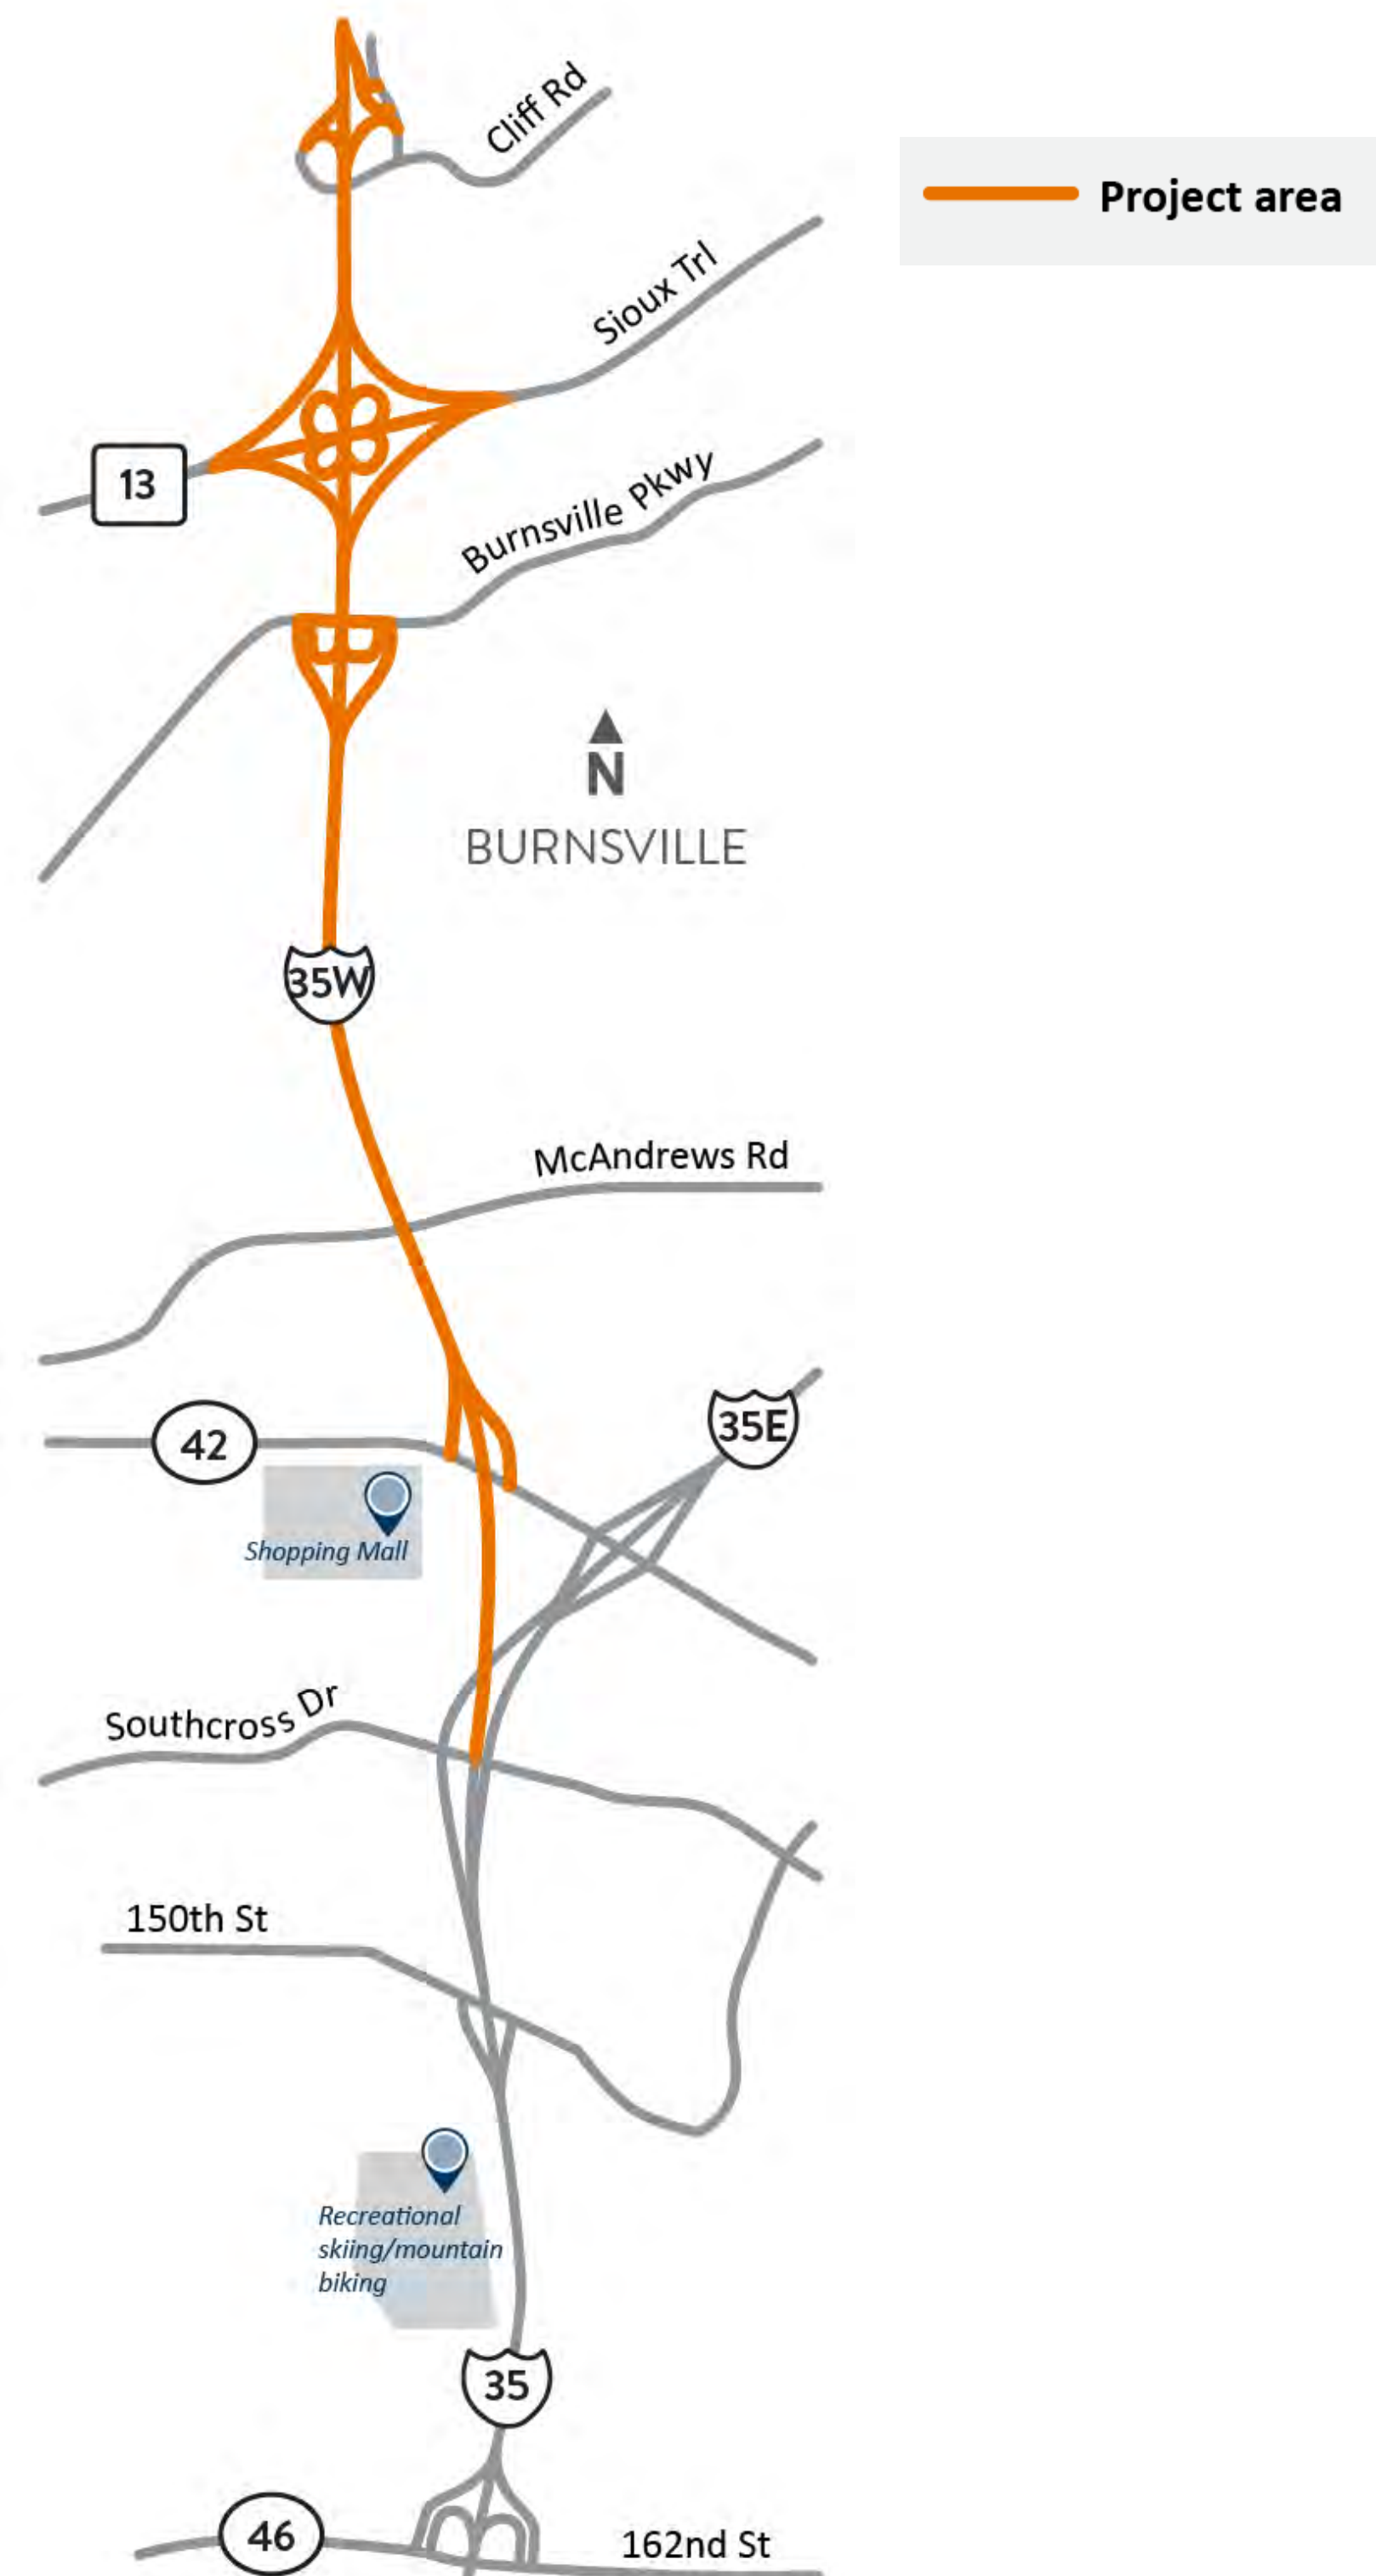 Cliff Rd
Project area
Sioux Trl
13
Burnsville Pkwy
N
BURNSVILLE
35W
McAndrews Rd
35E
42
Shopping Mall
Southcross Dr
150th St
Recreational
skiing/mountain
biking
35
46
162nd St